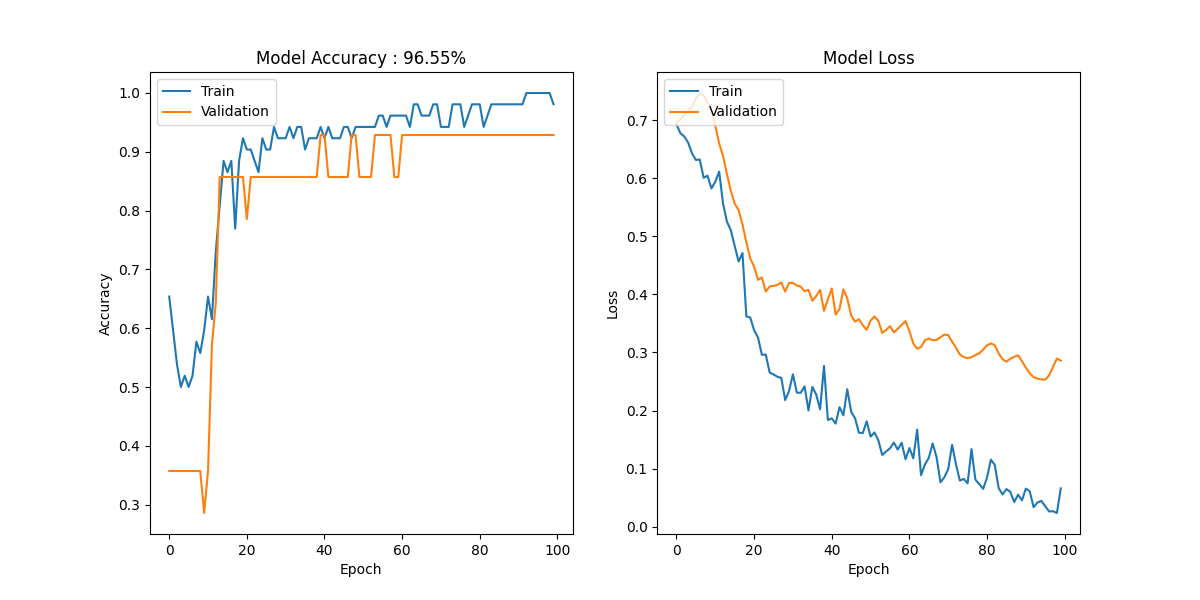 Model Accuracy : 96.55%
Train
Validation
Accuracy
1.0
0.9
0.8
0.7
0.6
0.5
0.4
0.3
0 20 40 60 80 100
Epoch
Model Loss
Train
Validation
Loss
0.7
0.6
0.5
0.4
0.3
0.2
0.1
0.0
0 20 40 60 80 100
Epoch